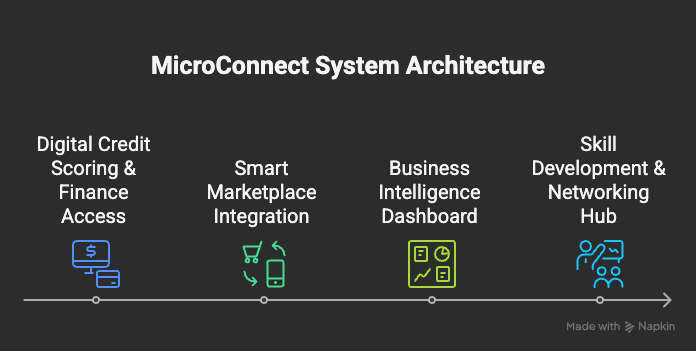 MicroConnect System Architecture
Digital Credit
Scoring &
Finance
Access
Smart
Marketplace
Integration
Business
Intelligence
Dashboard
Skill
Development &
Networking
Hub
$
Made with Napkin